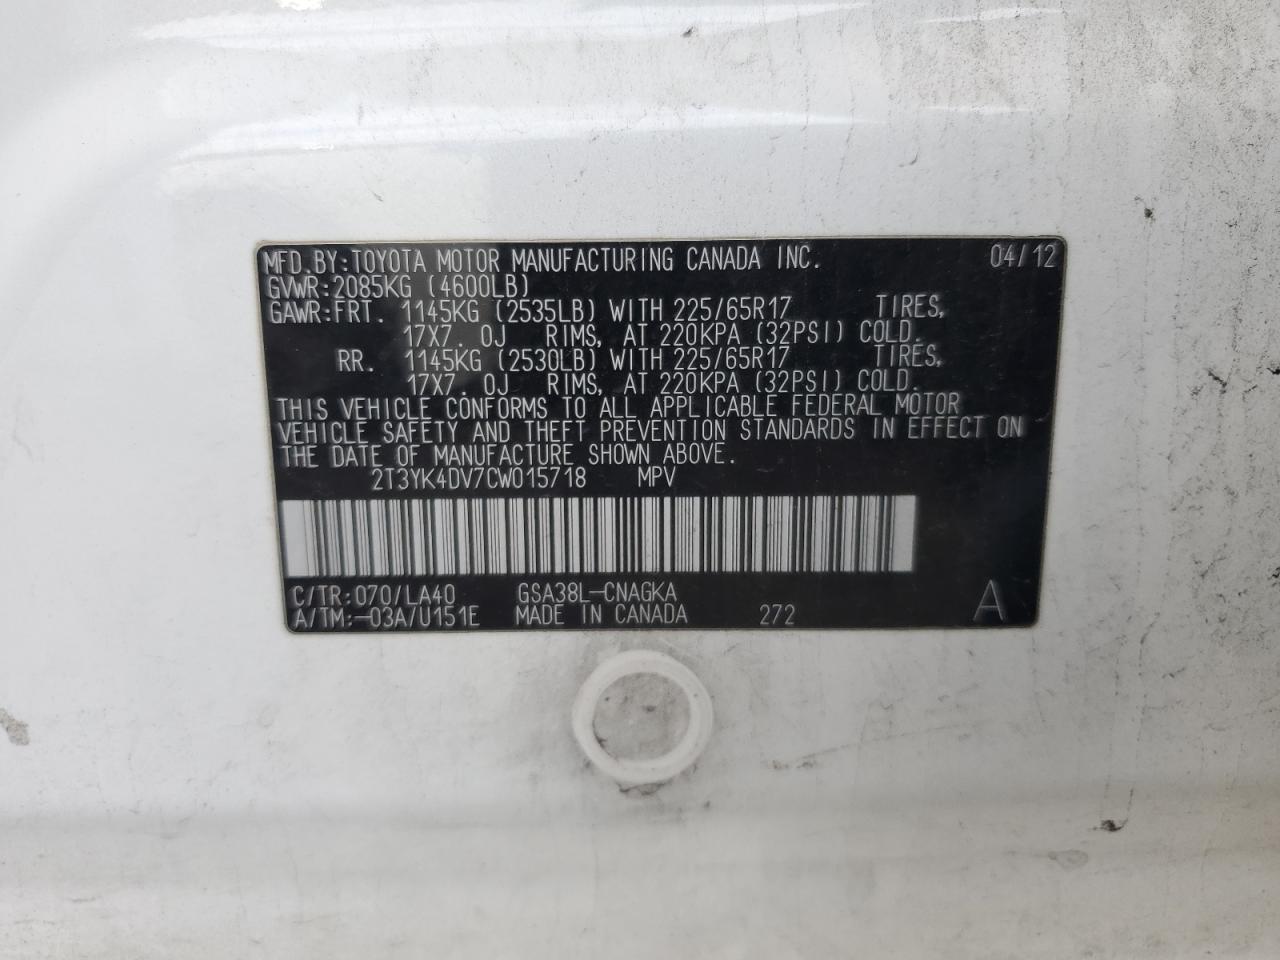 MFD.BY:TOYOTA MOTOR MANUFACTURING CANADA INC. 04/12
GVWR:2085KG (4600LB)
GAWR:FRT. 1145KG (2535LB) WITH 225/65R17 TIRES,
17X7.0J RIMS, AT 220KPA (32PSI) COLD.
RR. 1145KG (2530LB) WITH 225/65R17 TIRES,
17X7.0J RIMS, AT 220KPA (32PSI) COLD.
THIS VEHICLE CONFORMS TO ALL APPLICABLE FEDERAL MOTOR
VEHICLE SAFETY AND THEFT PREVENTION STANDARDS IN EFFECT ON
THE DATE OF MANUFACTURE SHOWN ABOVE.
2T3YK4DV7CW015718 MPV
C/TR:070/LA40 GSA38L-CNAGKA
A/TM:-03A/U151E MADE IN CANADA 272 A